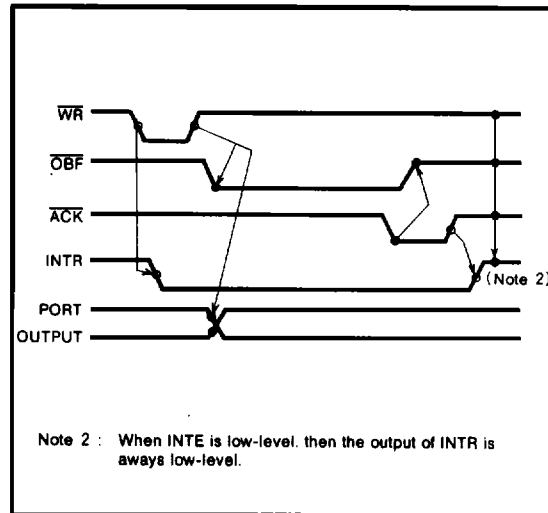 WR
OBF
ACK
INTR
(Note 2)
PORT
OUTPUT
Note 2 : When INTE is low-level. then the output of INTR is
aways low-level.